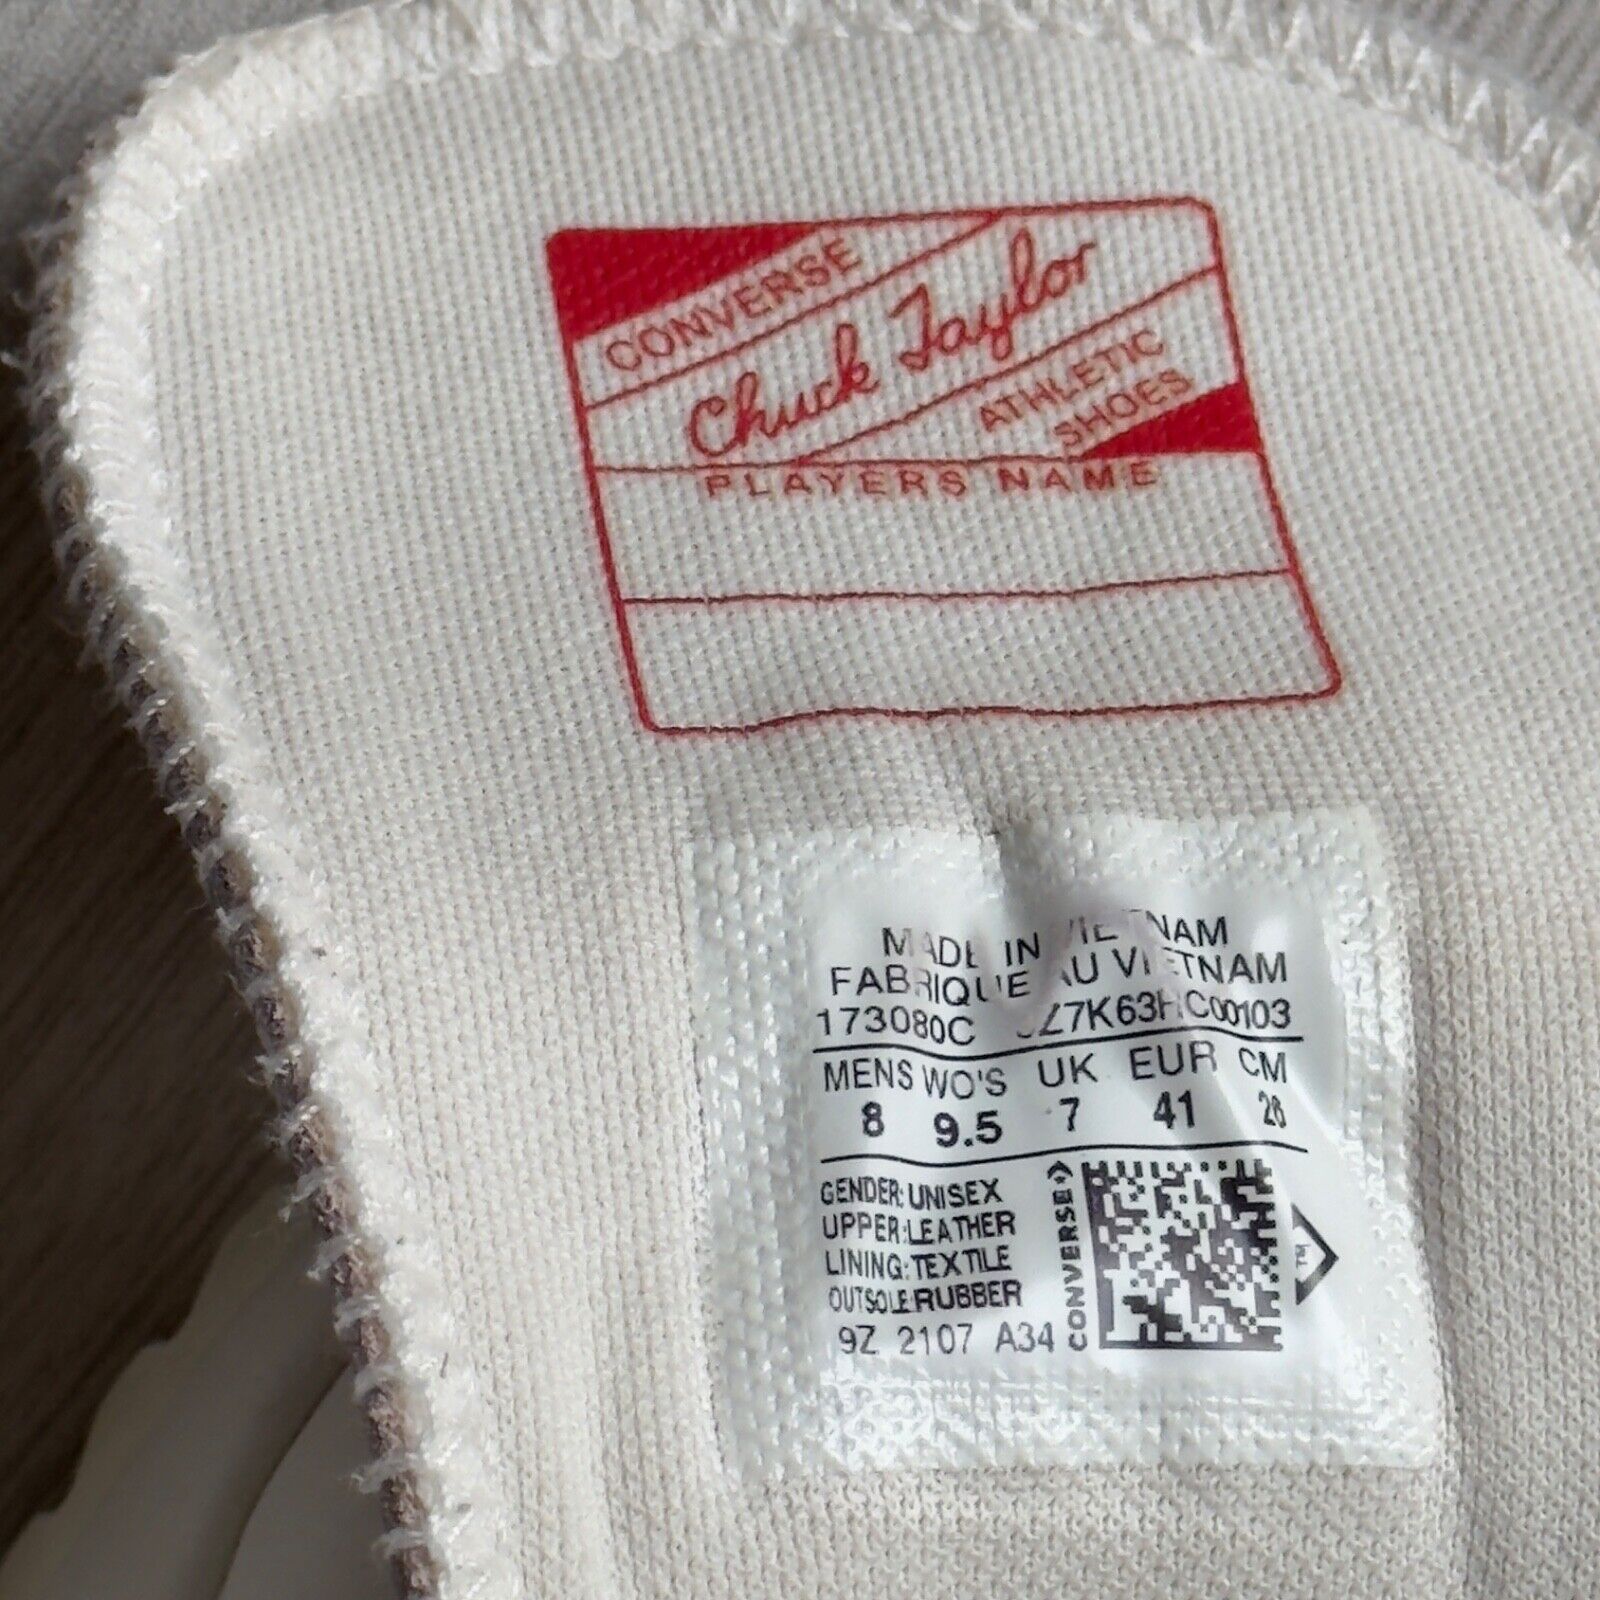 CONVERSE
Chuck Taylor
ATHLETIC
SHOES
PLAYERS NAME
MADE IN VIETNAM
FABRIQUE AU VIETNAM
173080C
MENS WO'S UK EUR CM
8 9.5 7 41 26
GENDER:UNISEX
UPPER:LEATHER
LINING:TEXTILE
OUTSOLE:RUBBER
9Z 2107 A34
CONVERSE